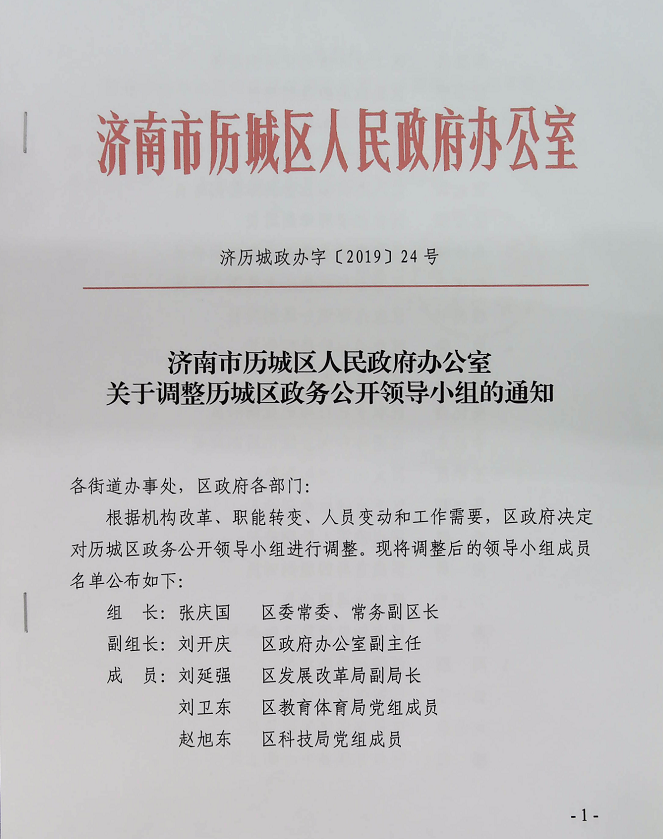 济南市历城区人民政府办公室
济历城政办字〔2019〕24号
济南市历城区人民政府办公室
关于调整历城区政务公开领导小组的通知
各街道办事处，区政府各部门：
根据机构改革、职能转变、人员变动和工作需要，区政府决定
对历城区政务公开领导小组进行调整。现将调整后的领导小组成员
名单公布如下：
组　长：张庆国　区委常委、常务副区长
副组长：刘开庆　区政府办公室副主任
成　员：刘延强　区发展改革局副局长
刘卫东　区教育体育局党组成员
赵旭东　区科技局党组成员
- 1 -